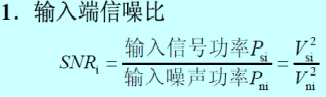 1. 输入端信噪比
SNR_i = 输入信号功率P_si / 输入噪声功率P_ni = V_si^2 / V_ni^2